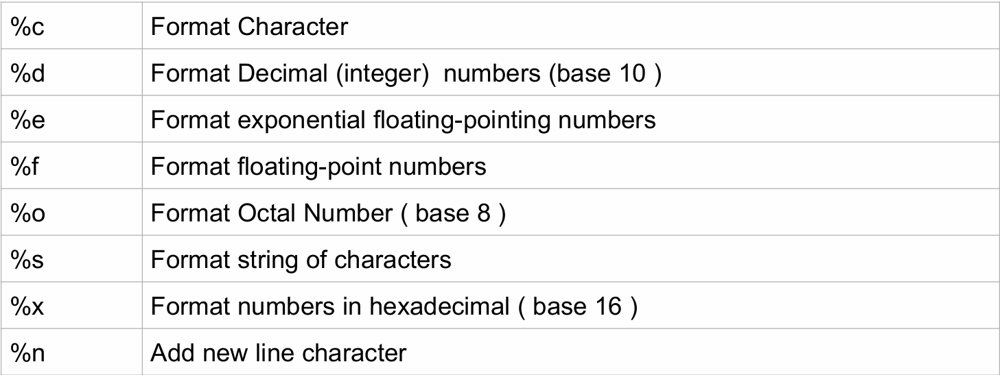 %c Format Character
%d Format Decimal (integer)  numbers (base 10 )
%e Format exponential floating-pointing numbers
%f Format floating-point numbers
%o Format Octal Number ( base 8 )
%s Format string of characters
%x Format numbers in hexadecimal ( base 16 )
%n Add new line character